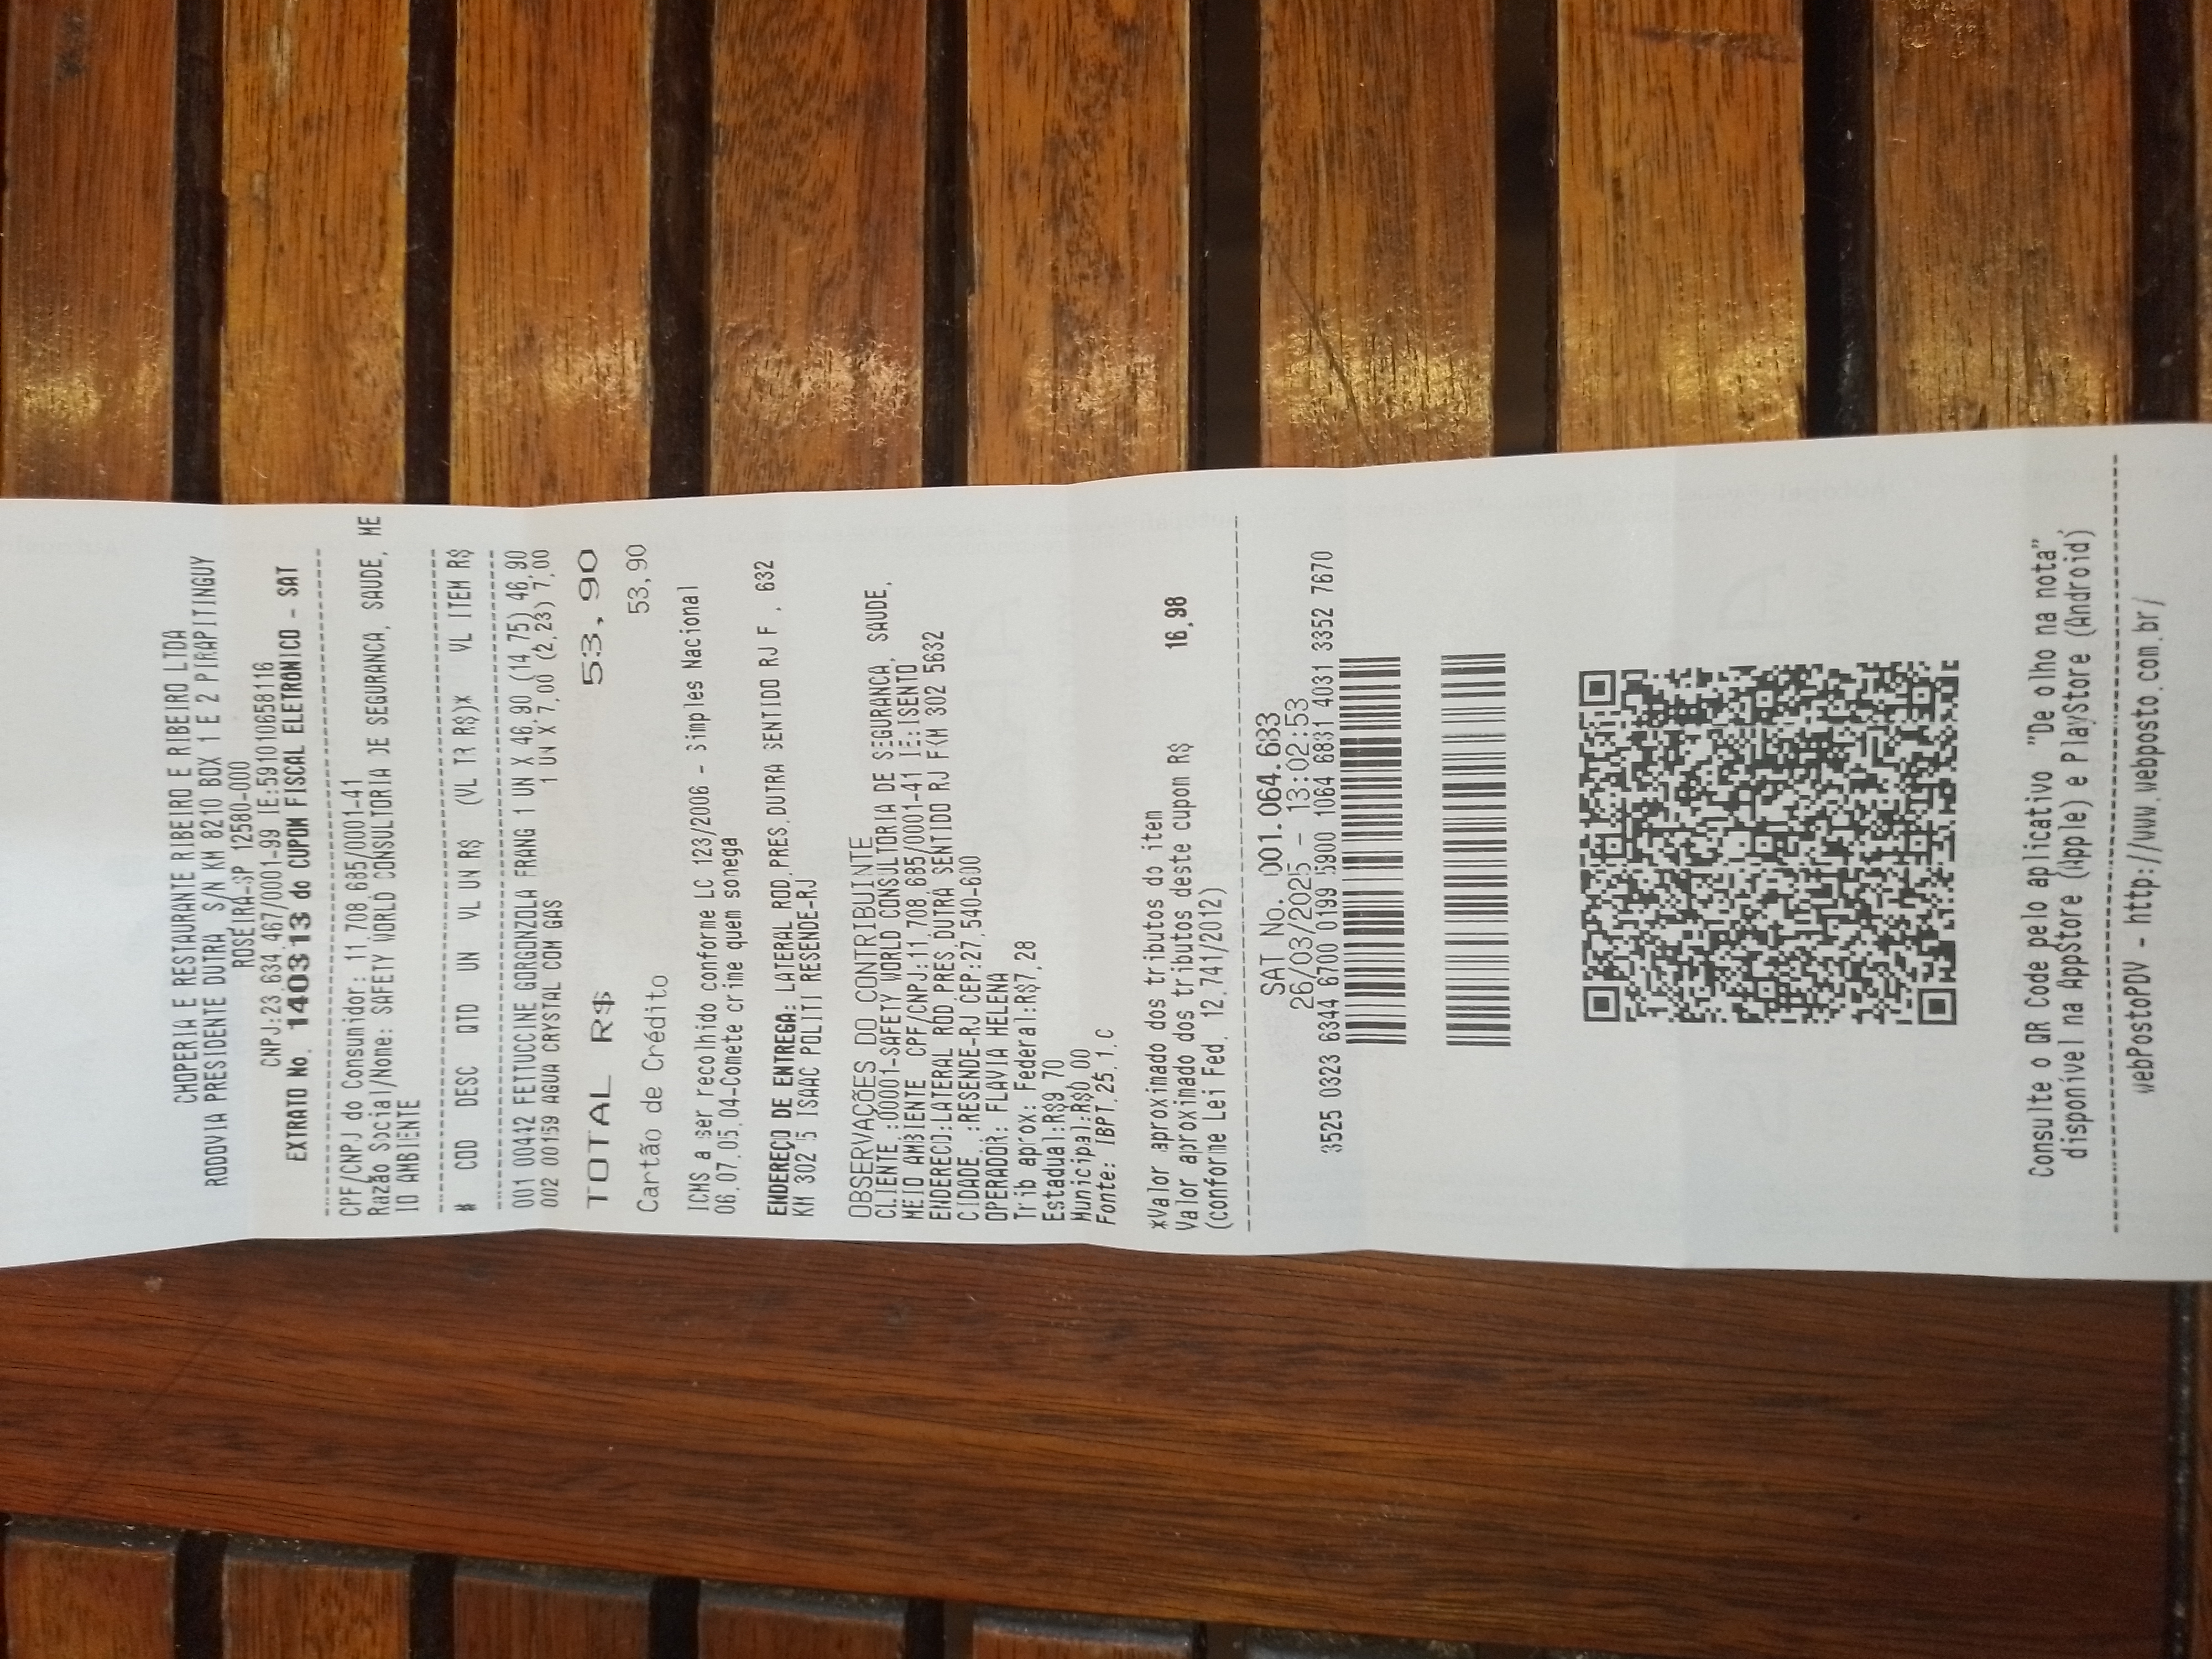 CHOPERIA E RESTAURANTE RIBEIRO E RIBEIRO LTDA
RODOVIA PRESIDENTE DUTRA, S/N KM 8210 BOX 1 E 2 PIRAPITINGUY
ROSEIRA-SP 12580-000
CNPJ:23.634.467/0001-99 IE:591010658116
EXTRATO No. 140313 do CUPOM FISCAL ELETRONICO - SAT
CPF/CNPJ do Consumidor: 11.708.685/0001-41
Razão Social/Nome: SAFETY WORLD CONSULTORIA DE SEGURANCA, SAUDE, ME
IO AMBIENTE
# COD DESC QTD UN VL UN R$ (VL TR R$)* VL ITEM R$
001 00442 FETTUCCINE GORGONZOLA FRANG 1 UN X 46,90 (14,75) 46,90
002 00159 AGUA CRYSTAL COM GAS 1 UN X 7,00 (2,23) 7,00
TOTAL R$ 53,90
Cartão de Crédito 53,90
ICMS a ser recolhido conforme LC 123/2006 - Simples Nacional
06.07.05.04-Comete crime quem sonega
ENDEREÇO DE ENTREGA: LATERAL ROD.PRES.DUTRA SENTIDO RJ F , 632
KM 302 5 ISAAC POLITI RESENDE-RJ
OBSERVAÇÕES DO CONTRIBUINTE
CLIENTE :00001-SAFETY WORLD CONSULTORIA DE SEGURANCA, SAUDE,
MEIO AMBIENTE CPF/CNPJ:11.708.685/0001-41 IE:ISENTO
ENDERECO:LATERAL ROD.PRES.DUTRA SENTIDO RJ FKM 302 5632
CIDADE :RESENDE-RJ CEP:27.540-600
OPERADOR: FLAVIA HELENA
Trib aprox: Federal:R$7,28
Estadual:R$9,70
Municipal:R$0,00
Fonte: IBPT.25.1.C
*Valor aproximado dos tributos do item
Valor aproximado dos tributos deste cupom R$ 16,98
(conforme Lei Fed. 12.741/2012)
SAT No. 001.064.633
26/03/2025 - 13:02:53
3525 0323 6344 6700 0199 5900 1064 6331 4031 3352 7670
Consulte o QR Code pelo aplicativo "De olho na nota",
disponível na AppStore (Apple) e PlayStore (Android)
webPostoPDV - http://www.webposto.com.br/